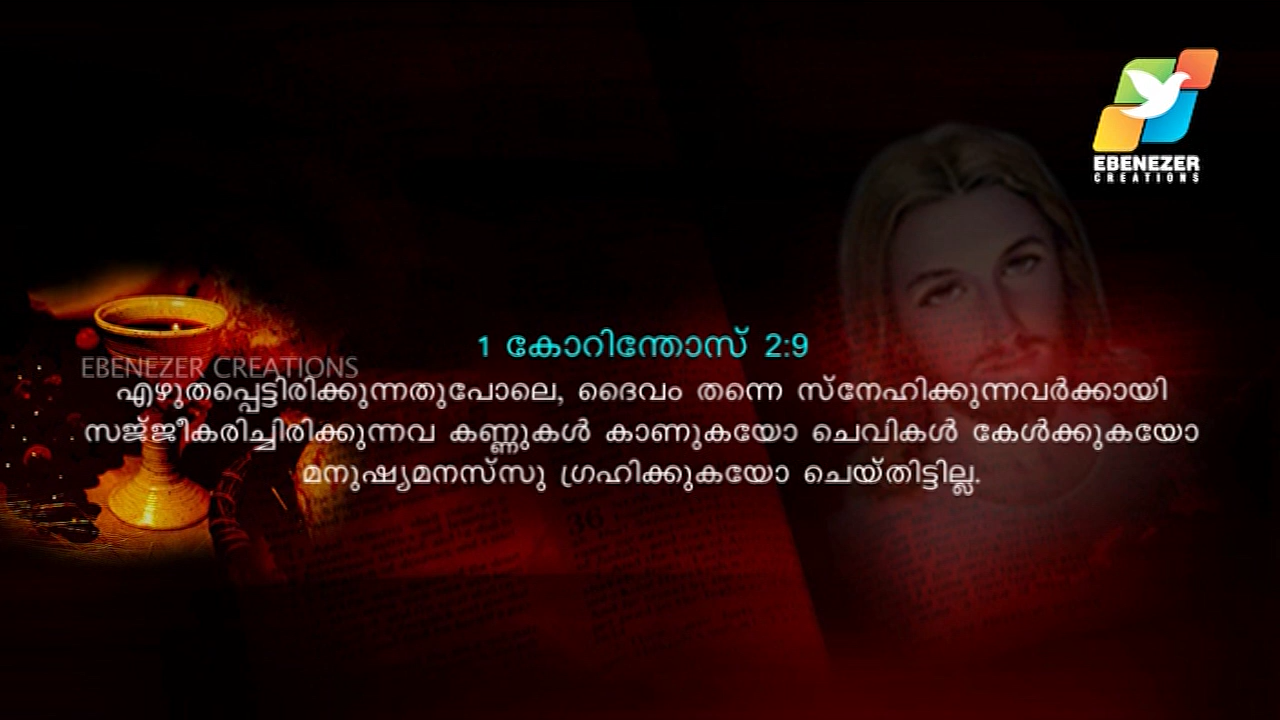 EBENEZER
CREATIONS
1 കോറിന്തോസ് 2:9
EBENEZER CREATIONS
എഴുതപ്പെട്ടിരിക്കുന്നതുപോലെ, ദൈവം തന്നെ സ്നേഹിക്കുന്നവർക്കായി
സജ്ജീകരിച്ചിരിക്കുന്നവ കണ്ണുകൾ കാണുകയോ ചെവികൾ കേൾക്കുകയോ
മനുഷ്യമനസ്സു ഗ്രഹിക്കുകയോ ചെയ്തിട്ടില്ല.
36